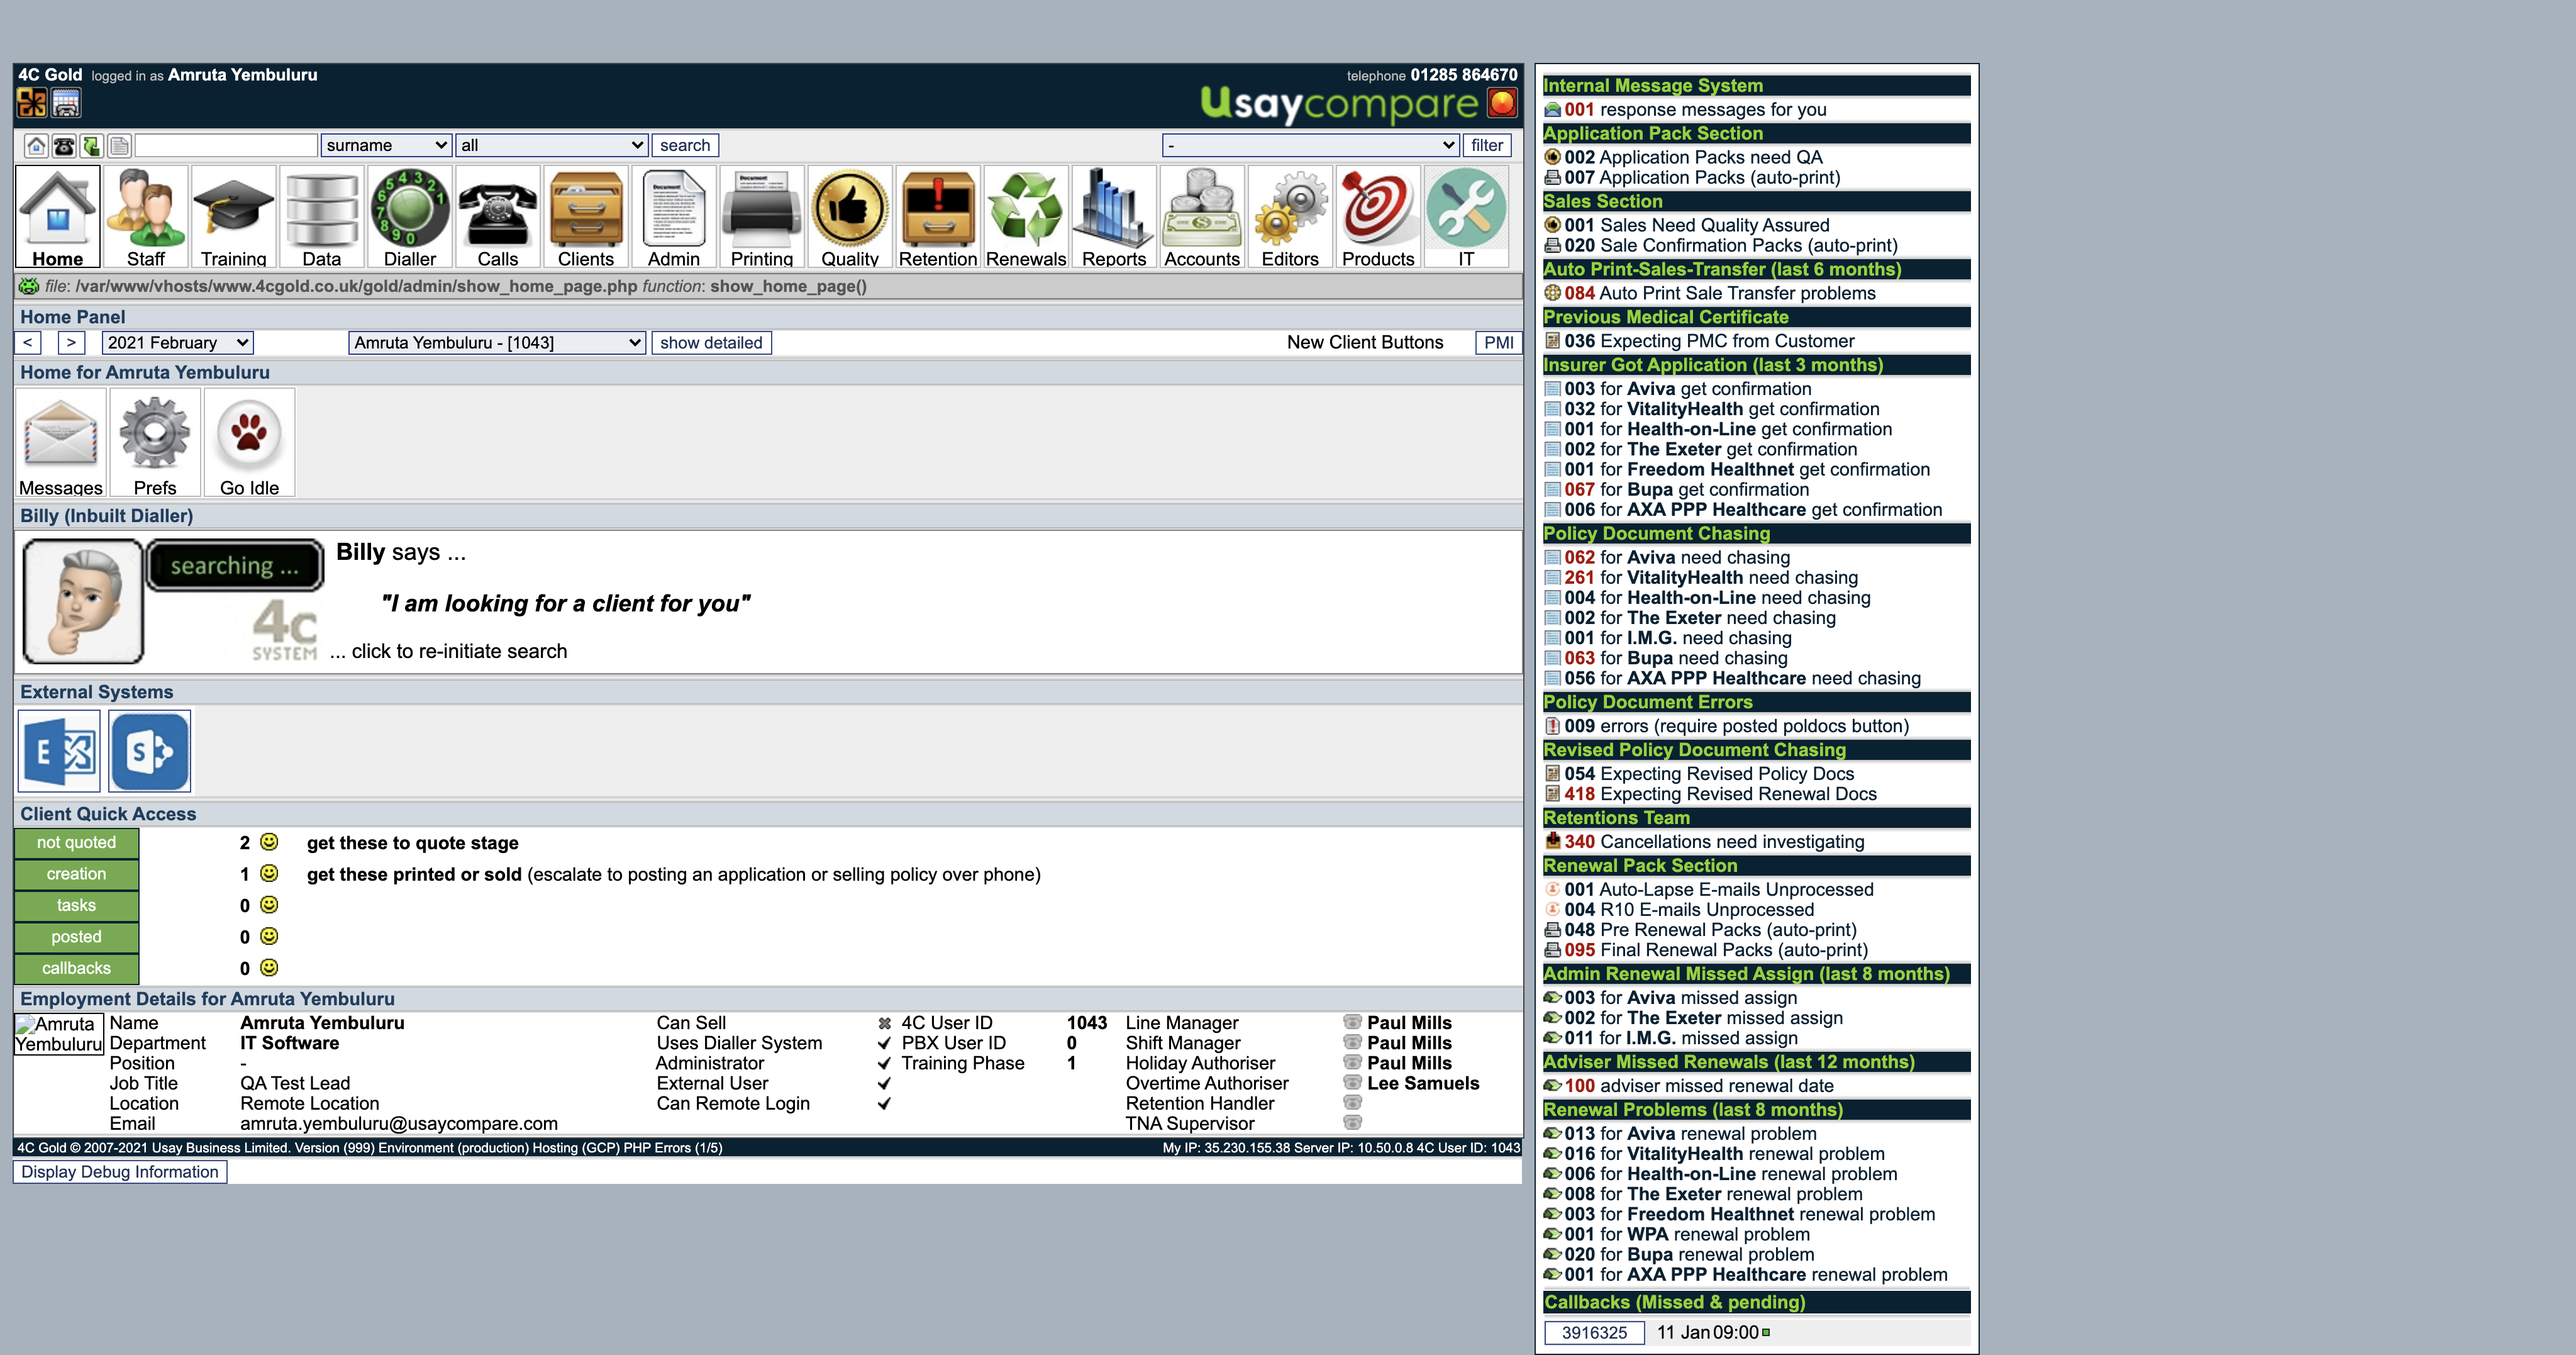 4C Gold logged in as Amruta Yembuluru
telephone 01285 864670
usaycompare
surname all search - filter
Home Staff Training Data Dialler Calls Clients Admin Printing Quality Retention Renewals Reports Accounts Editors Products IT
file: /var/www/vhosts/www.4cgold.co.uk/gold/admin/show_home_page.php function: show_home_page()
Home Panel
< > 2021 February Amruta Yembuluru - [1043] show detailed New Client Buttons PMI
Home for Amruta Yembuluru
Messages Prefs Go Idle
Billy (Inbuilt Dialler)
searching ...
4c SYSTEM
Billy says ...
"I am looking for a client for you"
... click to re-initiate search
External Systems
E S
Client Quick Access
not quoted 2 get these to quote stage
creation 1 get these printed or sold (escalate to posting an application or selling policy over phone)
tasks 0
posted 0
callbacks 0
Employment Details for Amruta Yembuluru
Amruta Yembuluru
Name Amruta Yembuluru Can Sell 4C User ID 1043 Line Manager Paul Mills
Department IT Software Uses Dialler System PBX User ID 0 Shift Manager Paul Mills
Position - Administrator Training Phase 1 Holiday Authoriser Paul Mills
Job Title QA Test Lead External User Overtime Authoriser Lee Samuels
Location Remote Location Can Remote Login Retention Handler
Email amruta.yembuluru@usaycompare.com TNA Supervisor
4C Gold © 2007-2021 Usay Business Limited. Version (999) Environment (production) Hosting (GCP) PHP Errors (1/5) My IP: 35.230.155.38 Server IP: 10.50.0.8 4C User ID: 1043
Display Debug Information
Internal Message System
001 response messages for you
Application Pack Section
002 Application Packs need QA
007 Application Packs (auto-print)
Sales Section
001 Sales Need Quality Assured
020 Sale Confirmation Packs (auto-print)
Auto Print-Sales-Transfer (last 6 months)
084 Auto Print Sale Transfer problems
Previous Medical Certificate
036 Expecting PMC from Customer
Insurer Got Application (last 3 months)
003 for Aviva get confirmation
032 for VitalityHealth get confirmation
001 for Health-on-Line get confirmation
002 for The Exeter get confirmation
001 for Freedom Healthnet get confirmation
067 for Bupa get confirmation
006 for AXA PPP Healthcare get confirmation
Policy Document Chasing
062 for Aviva need chasing
261 for VitalityHealth need chasing
004 for Health-on-Line need chasing
002 for The Exeter need chasing
001 for I.M.G. need chasing
063 for Bupa need chasing
056 for AXA PPP Healthcare need chasing
Policy Document Errors
009 errors (require posted poldocs button)
Revised Policy Document Chasing
054 Expecting Revised Policy Docs
418 Expecting Revised Renewal Docs
Retentions Team
340 Cancellations need investigating
Renewal Pack Section
001 Auto-Lapse E-mails Unprocessed
004 R10 E-mails Unprocessed
048 Pre Renewal Packs (auto-print)
095 Final Renewal Packs (auto-print)
Admin Renewal Missed Assign (last 8 months)
003 for Aviva missed assign
002 for The Exeter missed assign
011 for I.M.G. missed assign
Adviser Missed Renewals (last 12 months)
100 adviser missed renewal date
Renewal Problems (last 8 months)
013 for Aviva renewal problem
016 for VitalityHealth renewal problem
006 for Health-on-Line renewal problem
008 for The Exeter renewal problem
003 for Freedom Healthnet renewal problem
001 for WPA renewal problem
020 for Bupa renewal problem
001 for AXA PPP Healthcare renewal problem
Callbacks (Missed & pending)
3916325 11 Jan 09:00